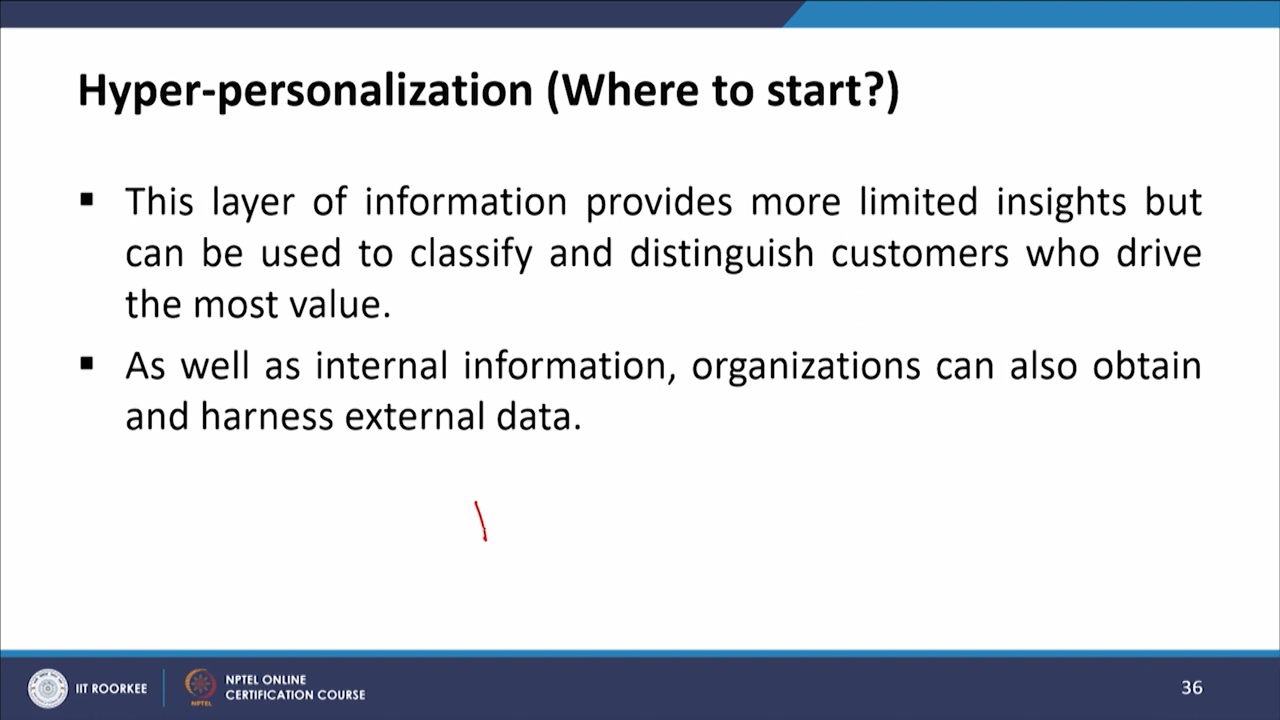 Hyper-personalization (Where to start?)
▪ This layer of information provides more limited insights but
can be used to classify and distinguish customers who drive
the most value.
▪ As well as internal information, organizations can also obtain
and harness external data.
IIT ROORKEE
NPTEL
NPTEL ONLINE
CERTIFICATION COURSE
36